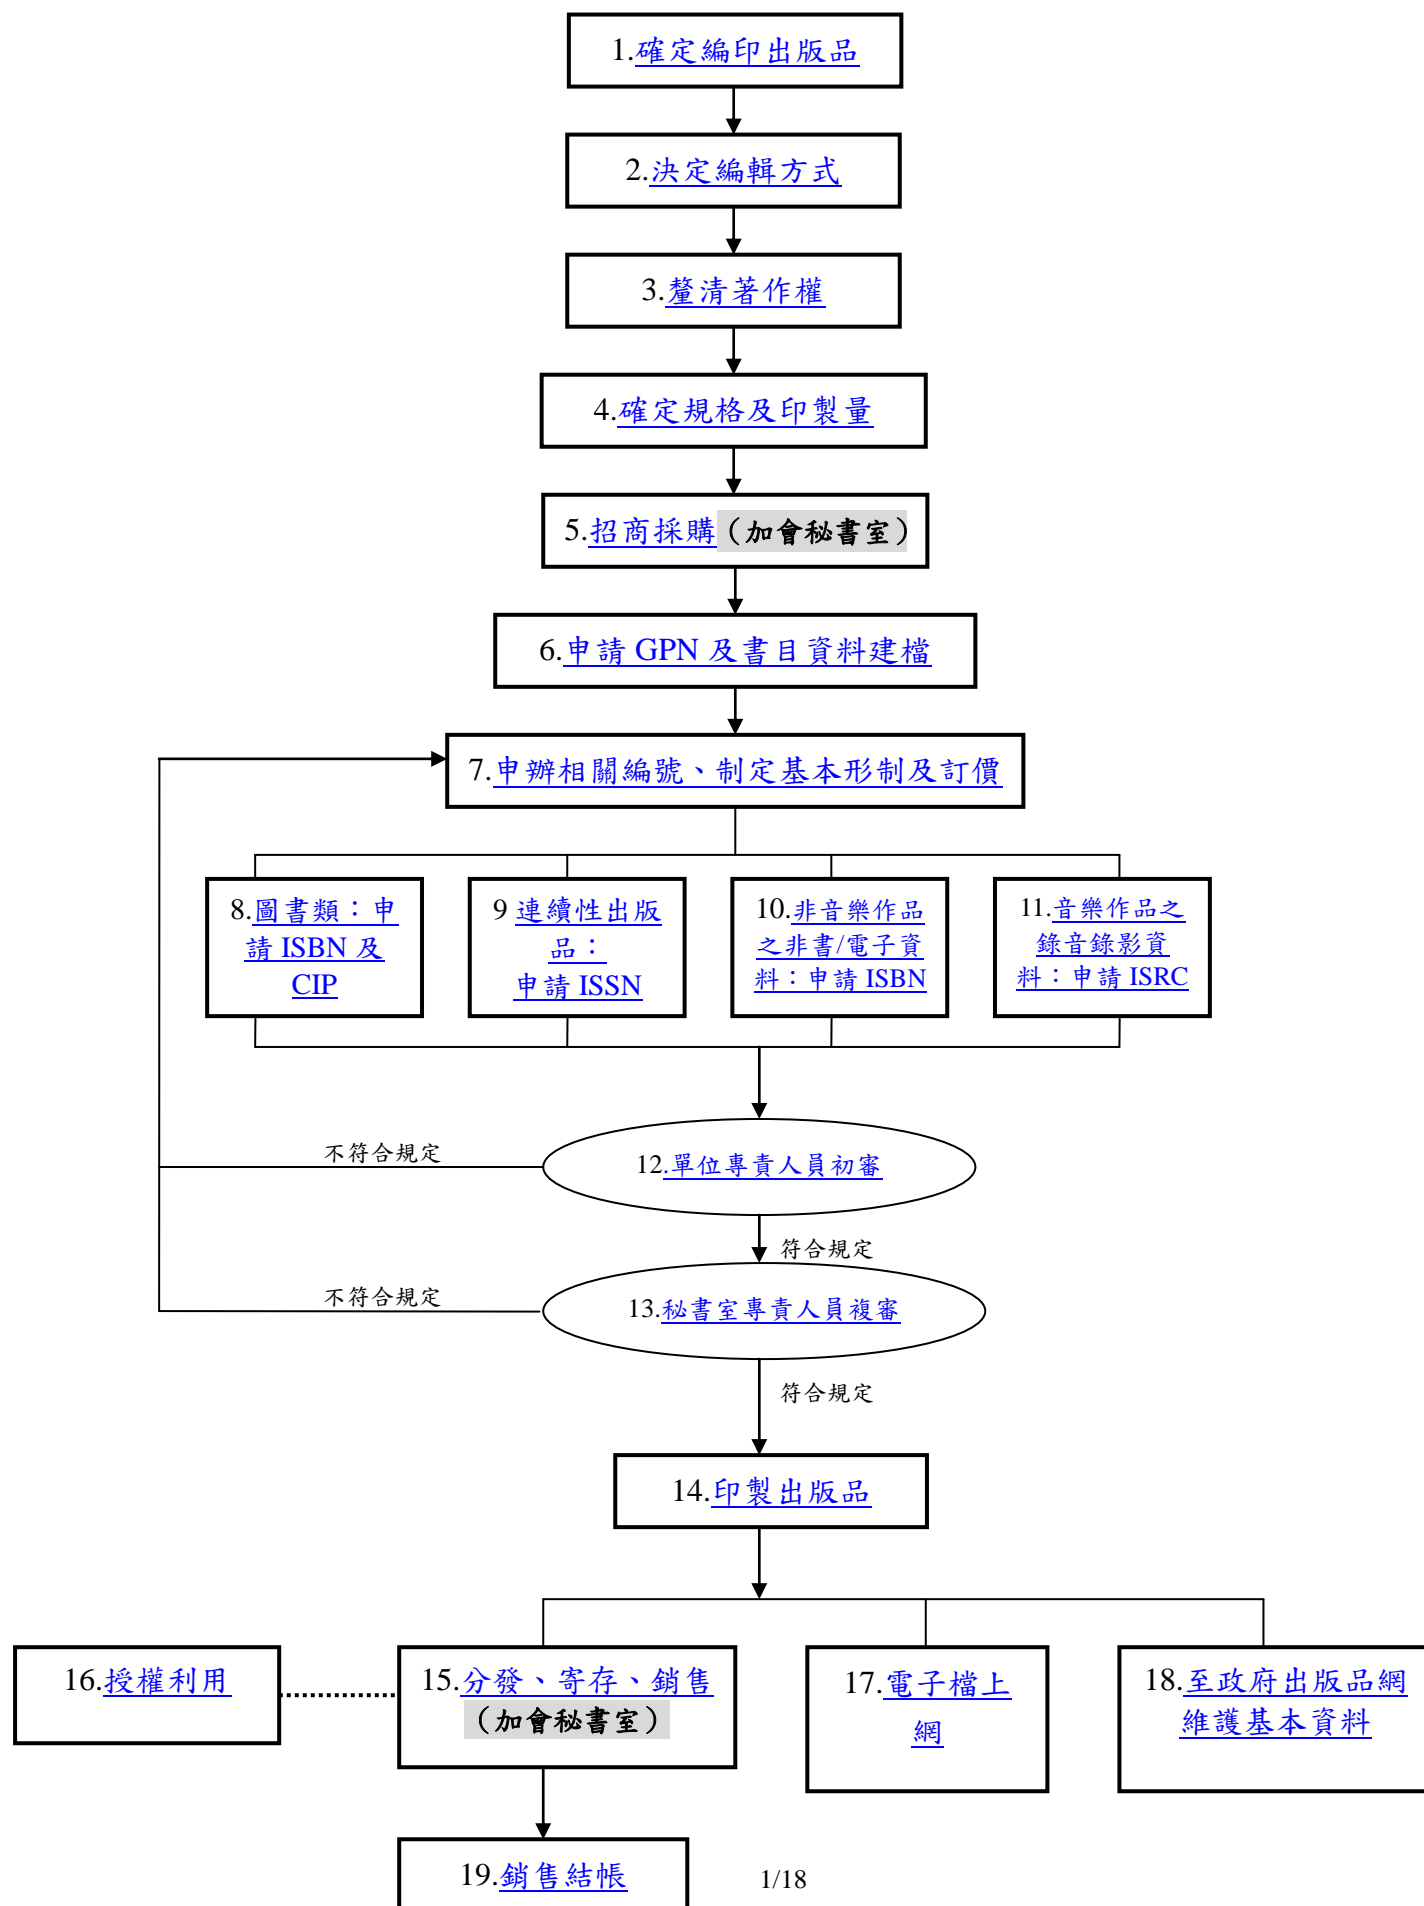 1.確定編印出版品
2.決定編輯方式
3.釐清著作權
4.確定規格及印製量
5.招商採購（加會秘書室）
6.申請 GPN 及書目資料建檔
7.申辦相關編號、制定基本形制及訂價
8.圖書類：申
請 ISBN 及
CIP
9 連續性出版
品：
申請 ISSN
10.非音樂作品
之非書/電子資
料：申請 ISBN
11.音樂作品之
錄音錄影資
料：申請 ISRC
不符合規定
12.單位專責人員初審
符合規定
不符合規定
13.秘書室專責人員複審
符合規定
14.印製出版品
16.授權利用
15.分發、寄存、銷售
（加會秘書室）
17.電子檔上
網
18.至政府出版品網
維護基本資料
19.銷售結帳
1/18